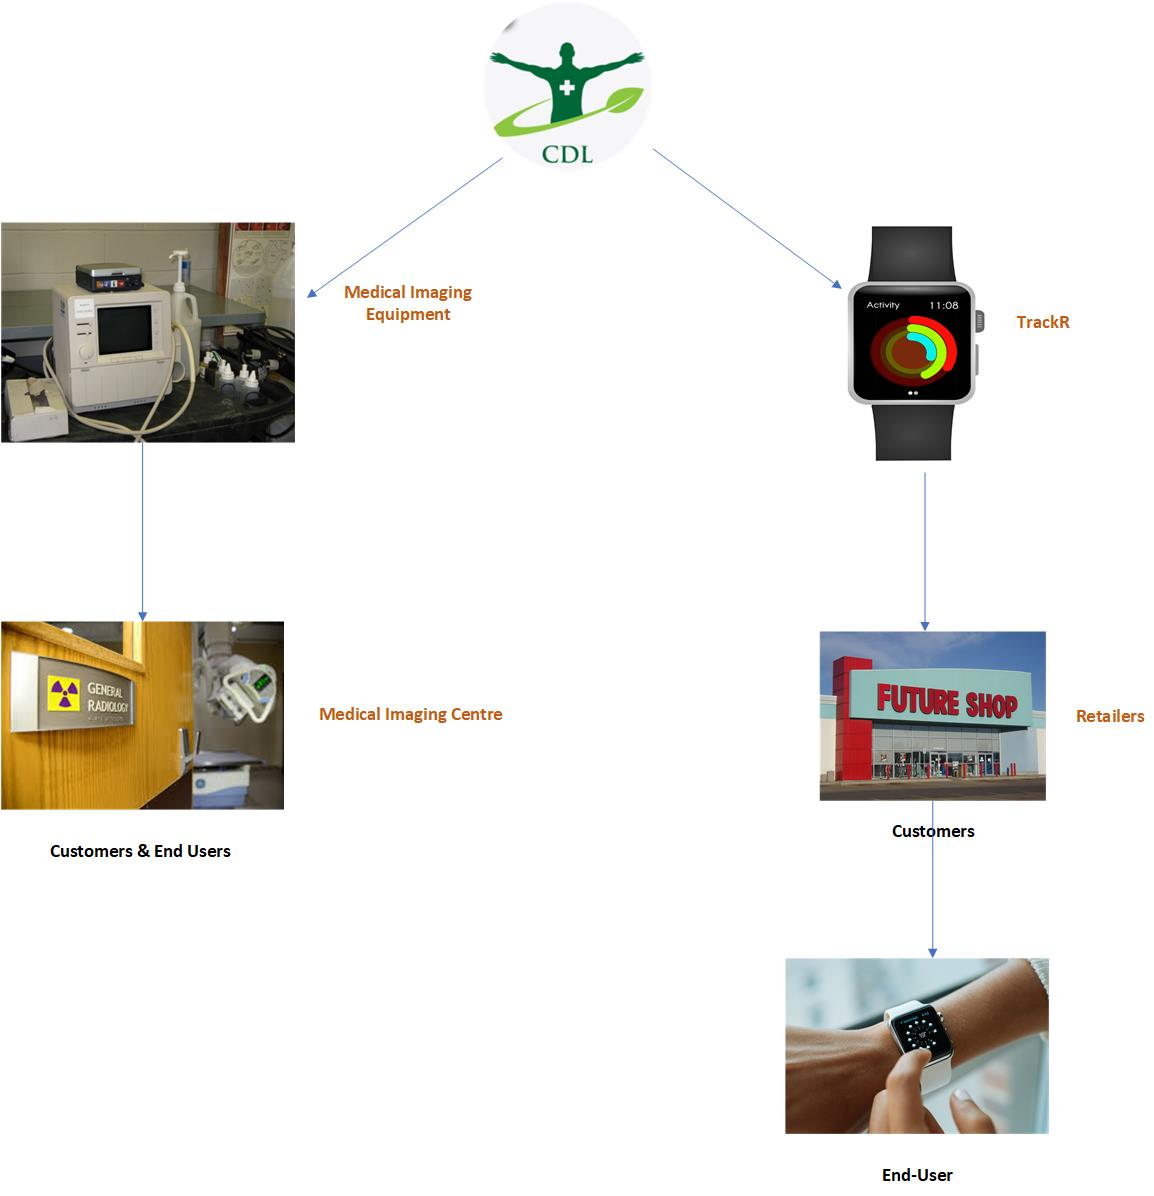 CDL
Medical Imaging
Equipment
Activity 11:08
TrackR
GENERAL
RADIOLOGY
Medical Imaging Centre
FUTURE SHOP
Retailers
Customers
Customers & End Users
End-User